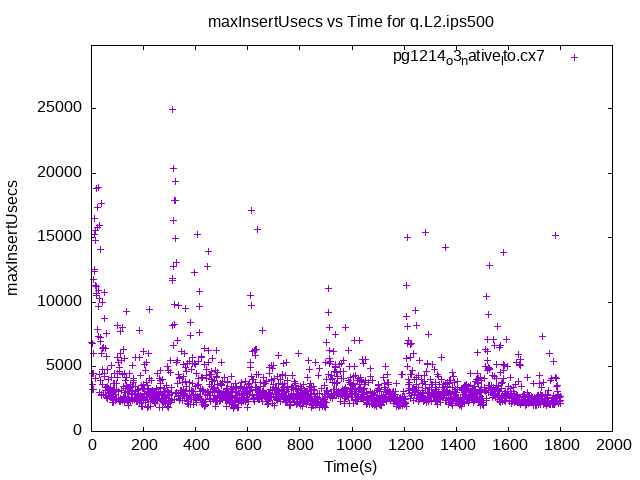 maxInsertUsecs vs Time for q.L2.ips500
pg1214o3native_lto.cx7
25000
20000
15000
10000
5000
0
maxInsertUsecs
0 200 400 600 800 1000 1200 1400 1600 1800 2000
Time(s)